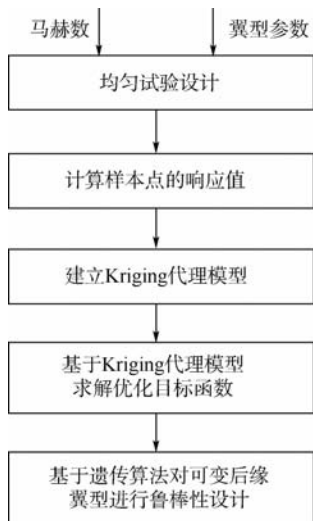 马赫数
翼型参数
均匀试验设计
计算样本点的响应值
建立Kriging代理模型
基于Kriging代理模型
求解优化目标函数
基于遗传算法对可变后缘
翼型进行鲁棒性设计